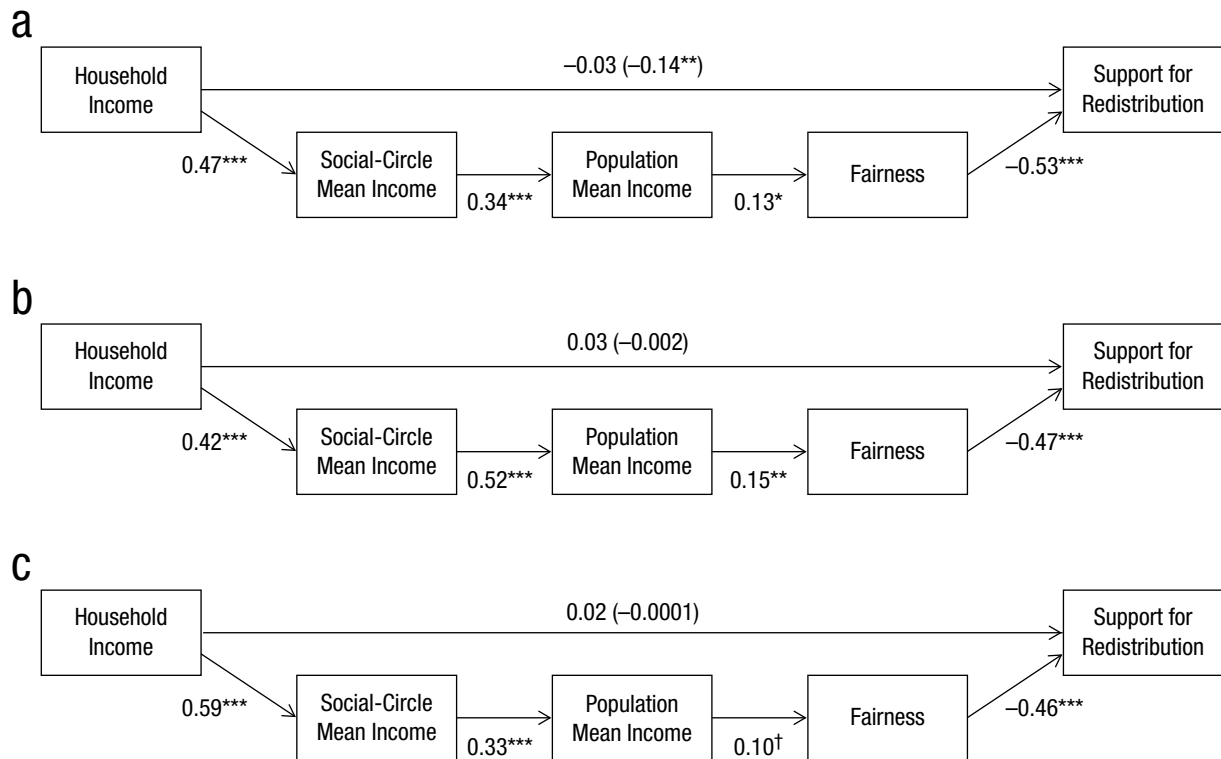 a
Household
Income
–0.03 (–0.14**)
Support for
Redistribution
0.47***
Social-Circle
Mean Income
0.34***
Population
Mean Income
0.13*
Fairness
–0.53***
b
Household
Income
0.03 (–0.002)
Support for
Redistribution
0.42***
Social-Circle
Mean Income
0.52***
Population
Mean Income
0.15**
Fairness
–0.47***
c
Household
Income
0.02 (–0.0001)
Support for
Redistribution
0.59***
Social-Circle
Mean Income
0.33***
Population
Mean Income
0.10†
Fairness
–0.46***